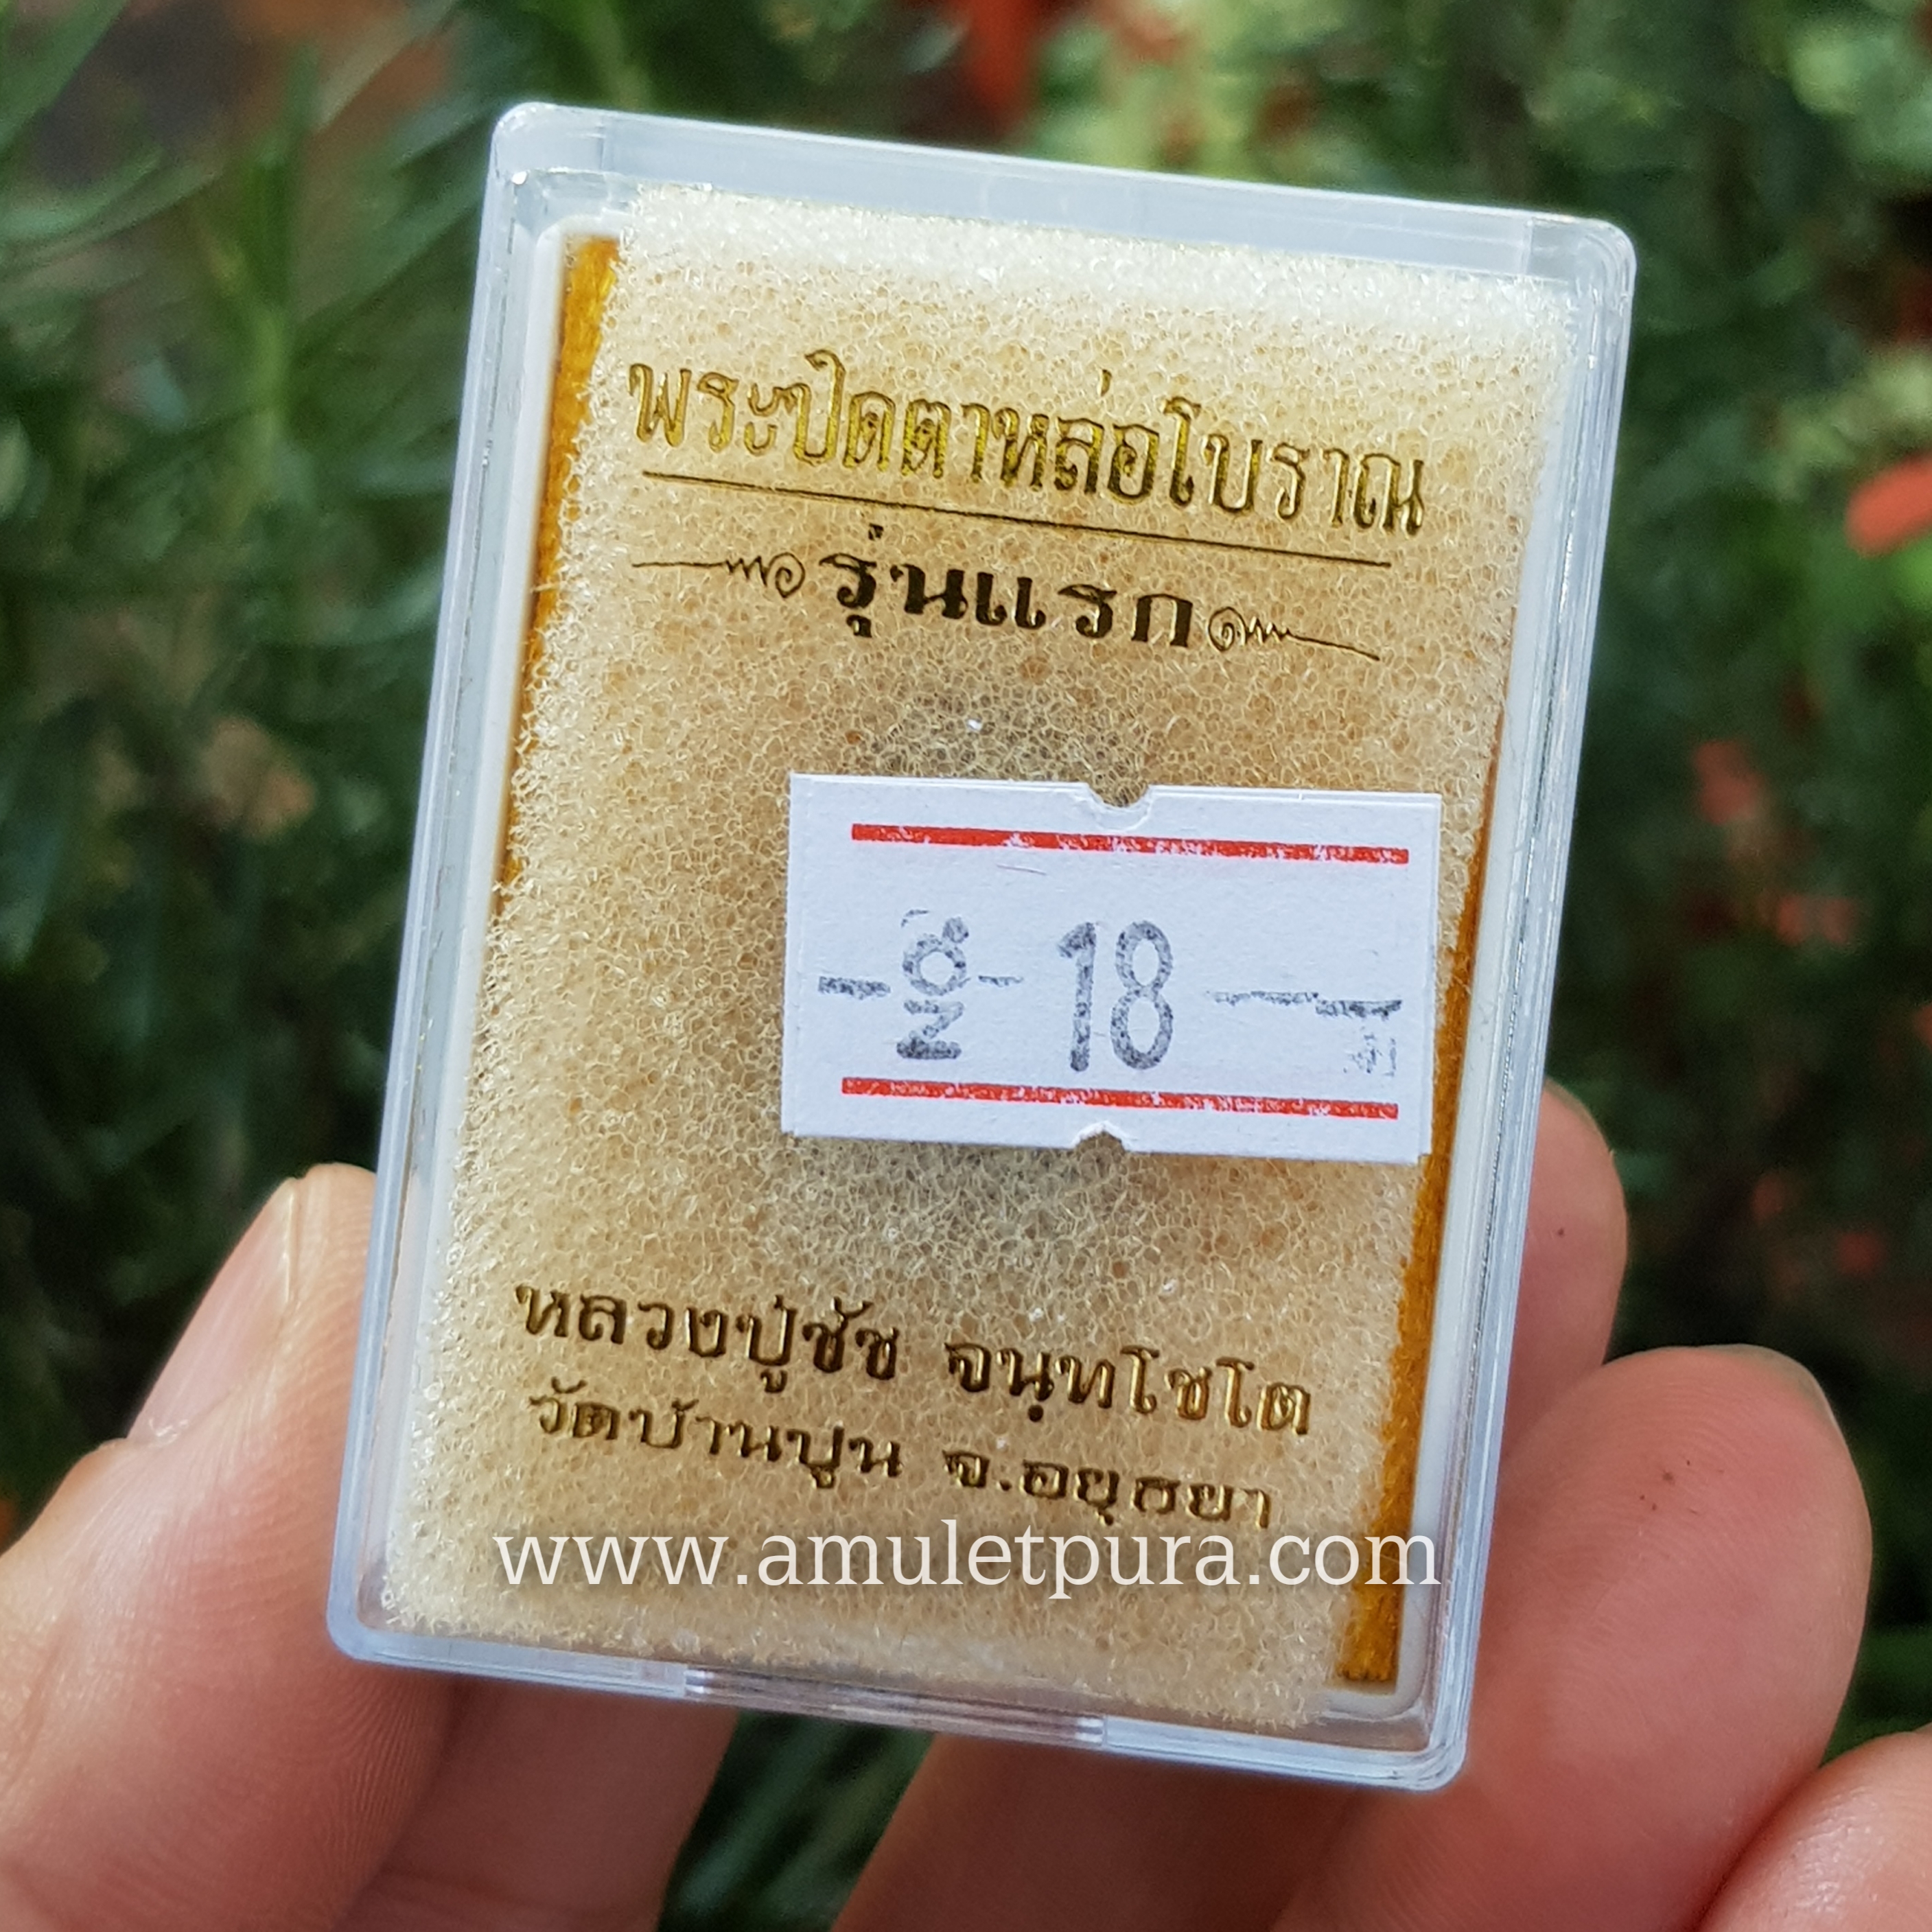 พระปิดตาหล่อโบราณ
รุ่นแรก
18
หลวงปู่ชัช จนฺทโชโต
วัดบ้านปูน จ.อยุธยา
www.amuletpura.com